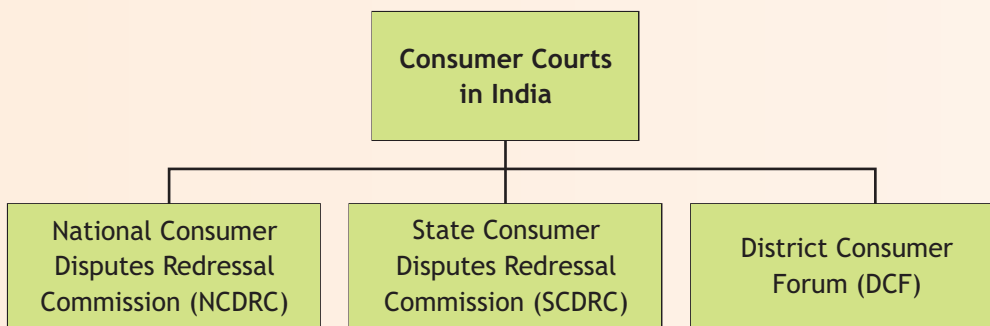 Consumer Courts
in India
National Consumer
Disputes Redressal
Commission (NCDRC)
State Consumer
Disputes Redressal
Commission (SCDRC)
District Consumer
Forum (DCF)